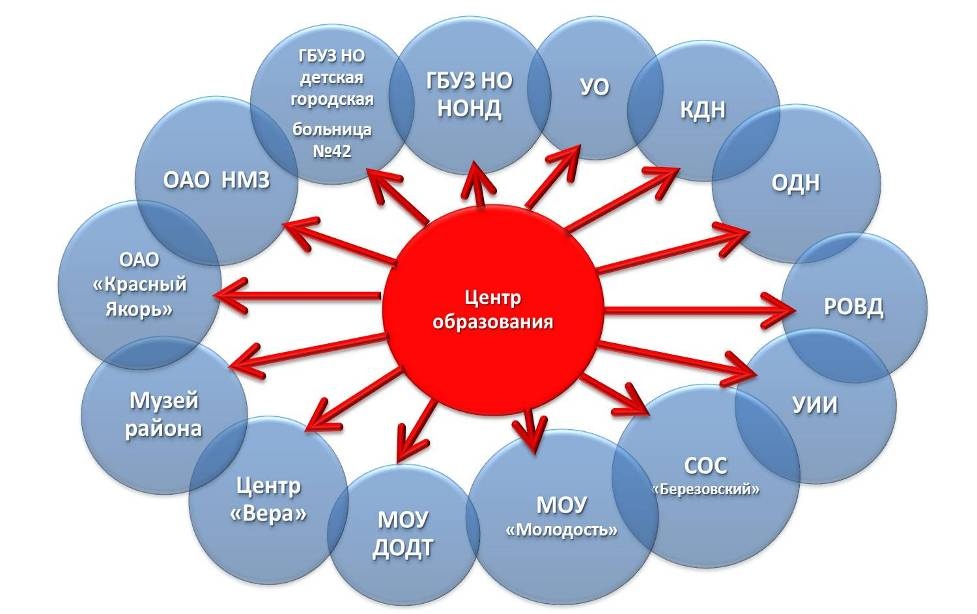 ГБУЗ НО
детская
городская
больница
№42
ГБУЗ НО
НОНД
УО
КДН
ОДН
РОВД
УИИ
СОС
«Березовский»
МОУ
«Молодость»
МОУ
ДОДТ
Центр
«Вера»
Музей
района
ОАО
«Красный
Якорь»
ОАО НМЗ
Центр
образования